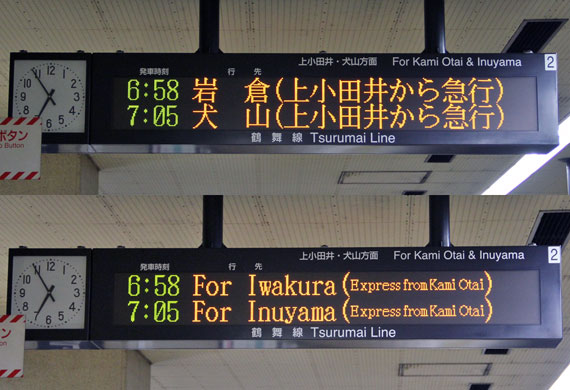 上小田井・犬山方面 For Kami Otai & Inuyama 2
発車時刻 行先
6:58 岩倉(上小田井から急行)
7:05 犬山(上小田井から急行)
鶴舞線 Tsurumai Line
ボタン
Button
上小田井・犬山方面 For Kami Otai & Inuyama 2
発車時刻 行先
6:58 For Iwakura (Express from Kami Otai)
7:05 For Inuyama (Express from Kami Otai)
鶴舞線 Tsurumai Line